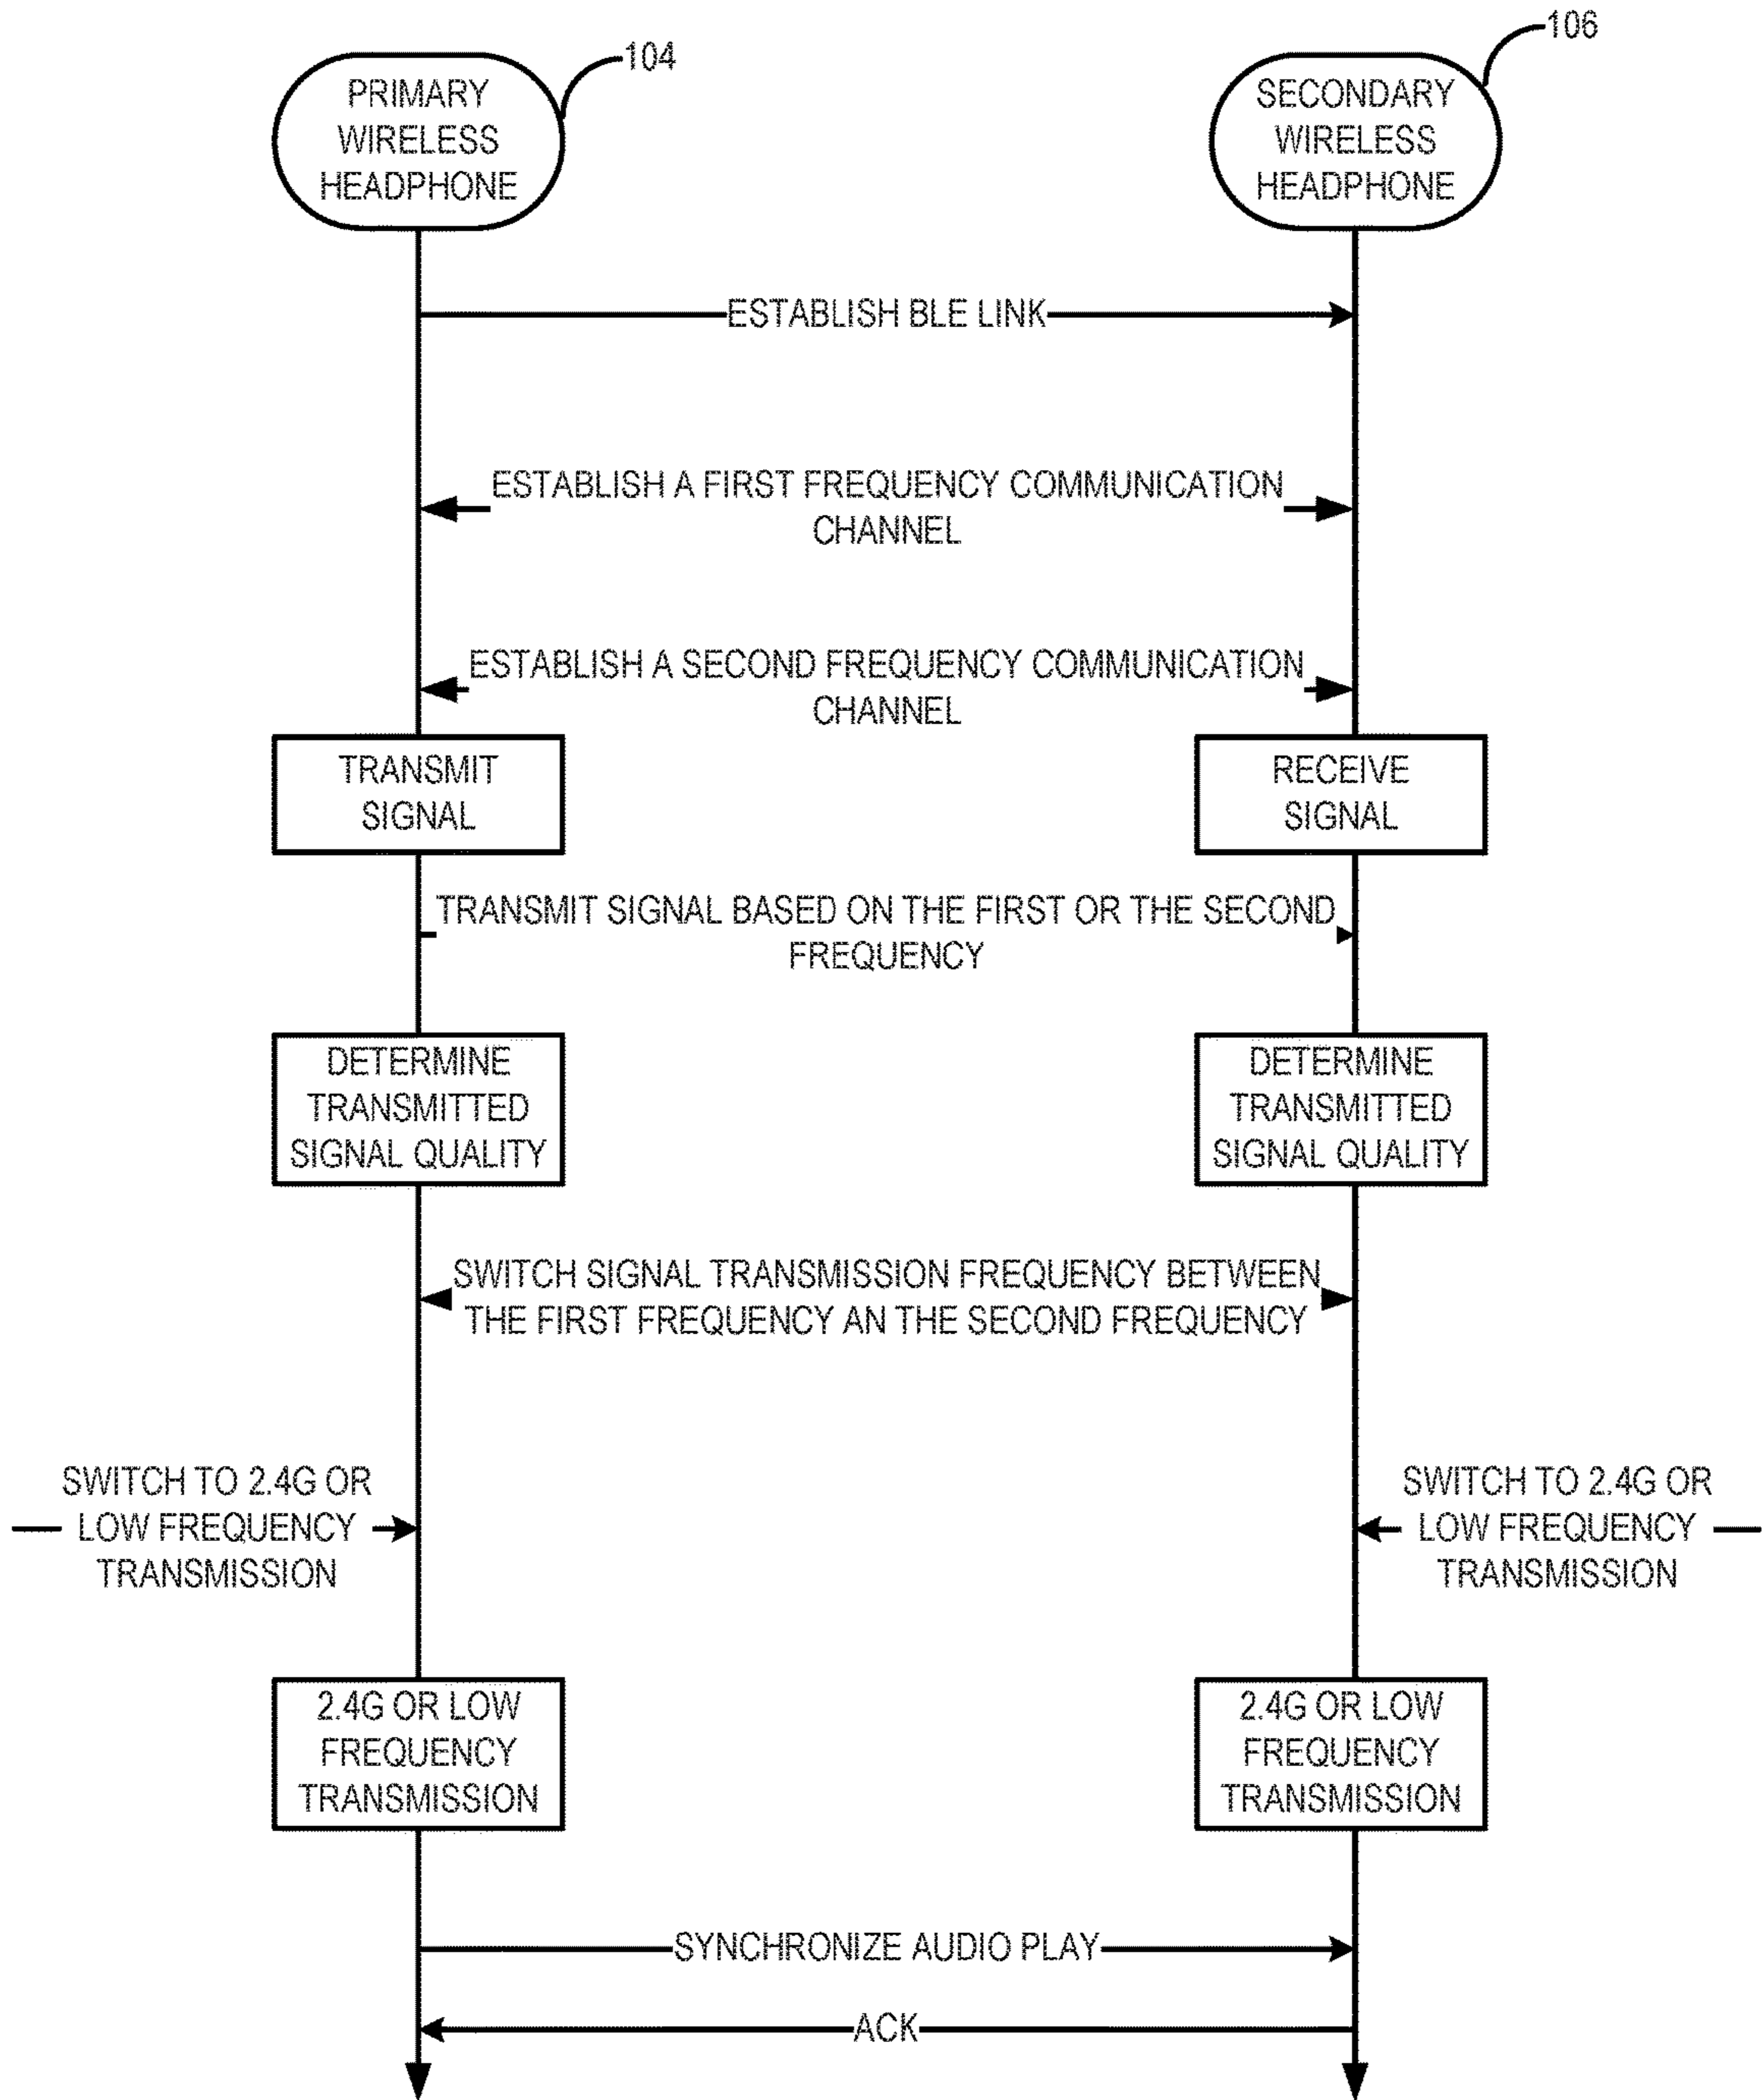 104
106
PRIMARY
WIRELESS
HEADPHONE
SECONDARY
WIRELESS
HEADPHONE
ESTABLISH BLE LINK
ESTABLISH A FIRST FREQUENCY COMMUNICATION
CHANNEL
ESTABLISH A SECOND FREQUENCY COMMUNICATION
CHANNEL
TRANSMIT
SIGNAL
RECEIVE
SIGNAL
TRANSMIT SIGNAL BASED ON THE FIRST OR THE SECOND
FREQUENCY
DETERMINE
TRANSMITTED
SIGNAL QUALITY
DETERMINE
TRANSMITTED
SIGNAL QUALITY
SWITCH SIGNAL TRANSMISSION FREQUENCY BETWEEN
THE FIRST FREQUENCY AN THE SECOND FREQUENCY
SWITCH TO 2.4G OR
LOW FREQUENCY
TRANSMISSION
SWITCH TO 2.4G OR
LOW FREQUENCY
TRANSMISSION
2.4G OR LOW
FREQUENCY
TRANSMISSION
2.4G OR LOW
FREQUENCY
TRANSMISSION
SYNCHRONIZE AUDIO PLAY
ACK